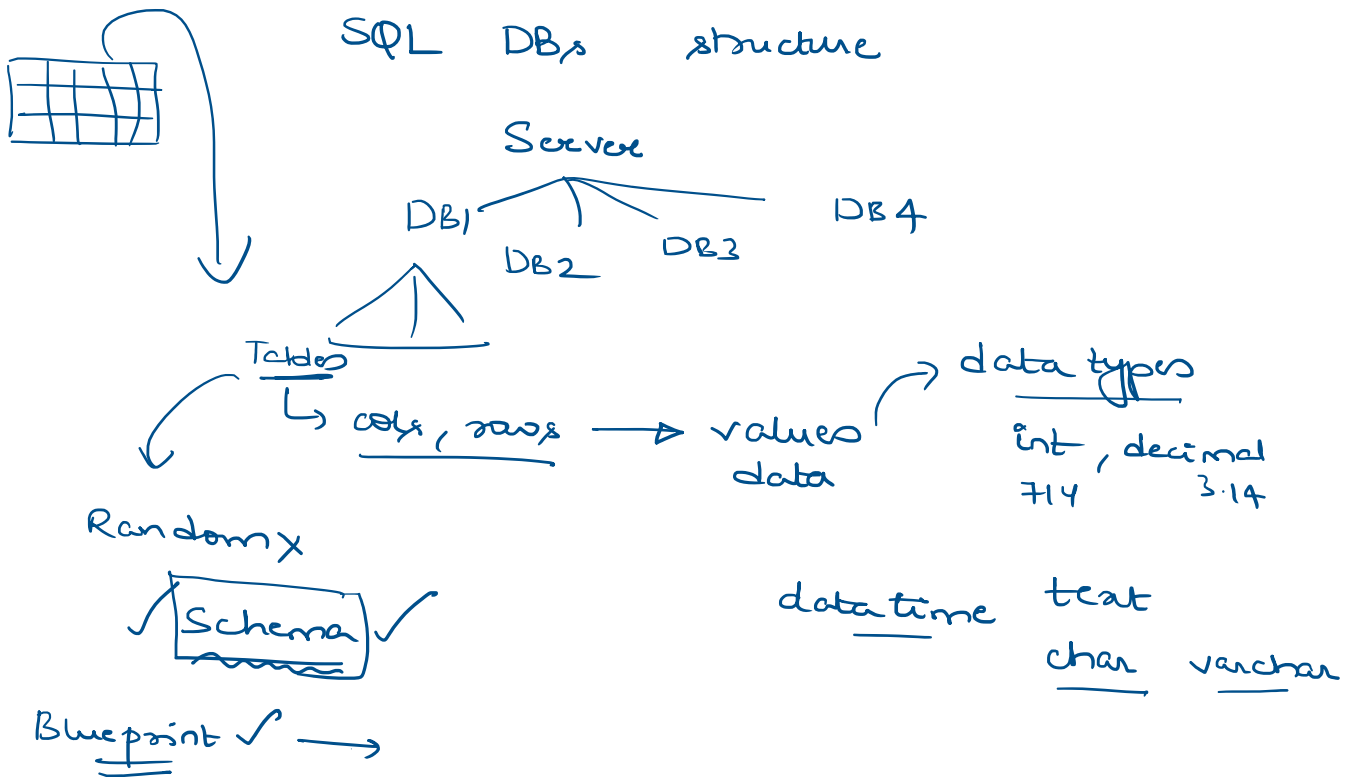 SQL DBs structure
Server
DB1 DB2 DB3 DB4
Tables
cols, rows → values
data
data types
int, decimal
714 3.14
Random x
✓ Schema ✓
datatime text
char varchar
Blueprint ✓ →